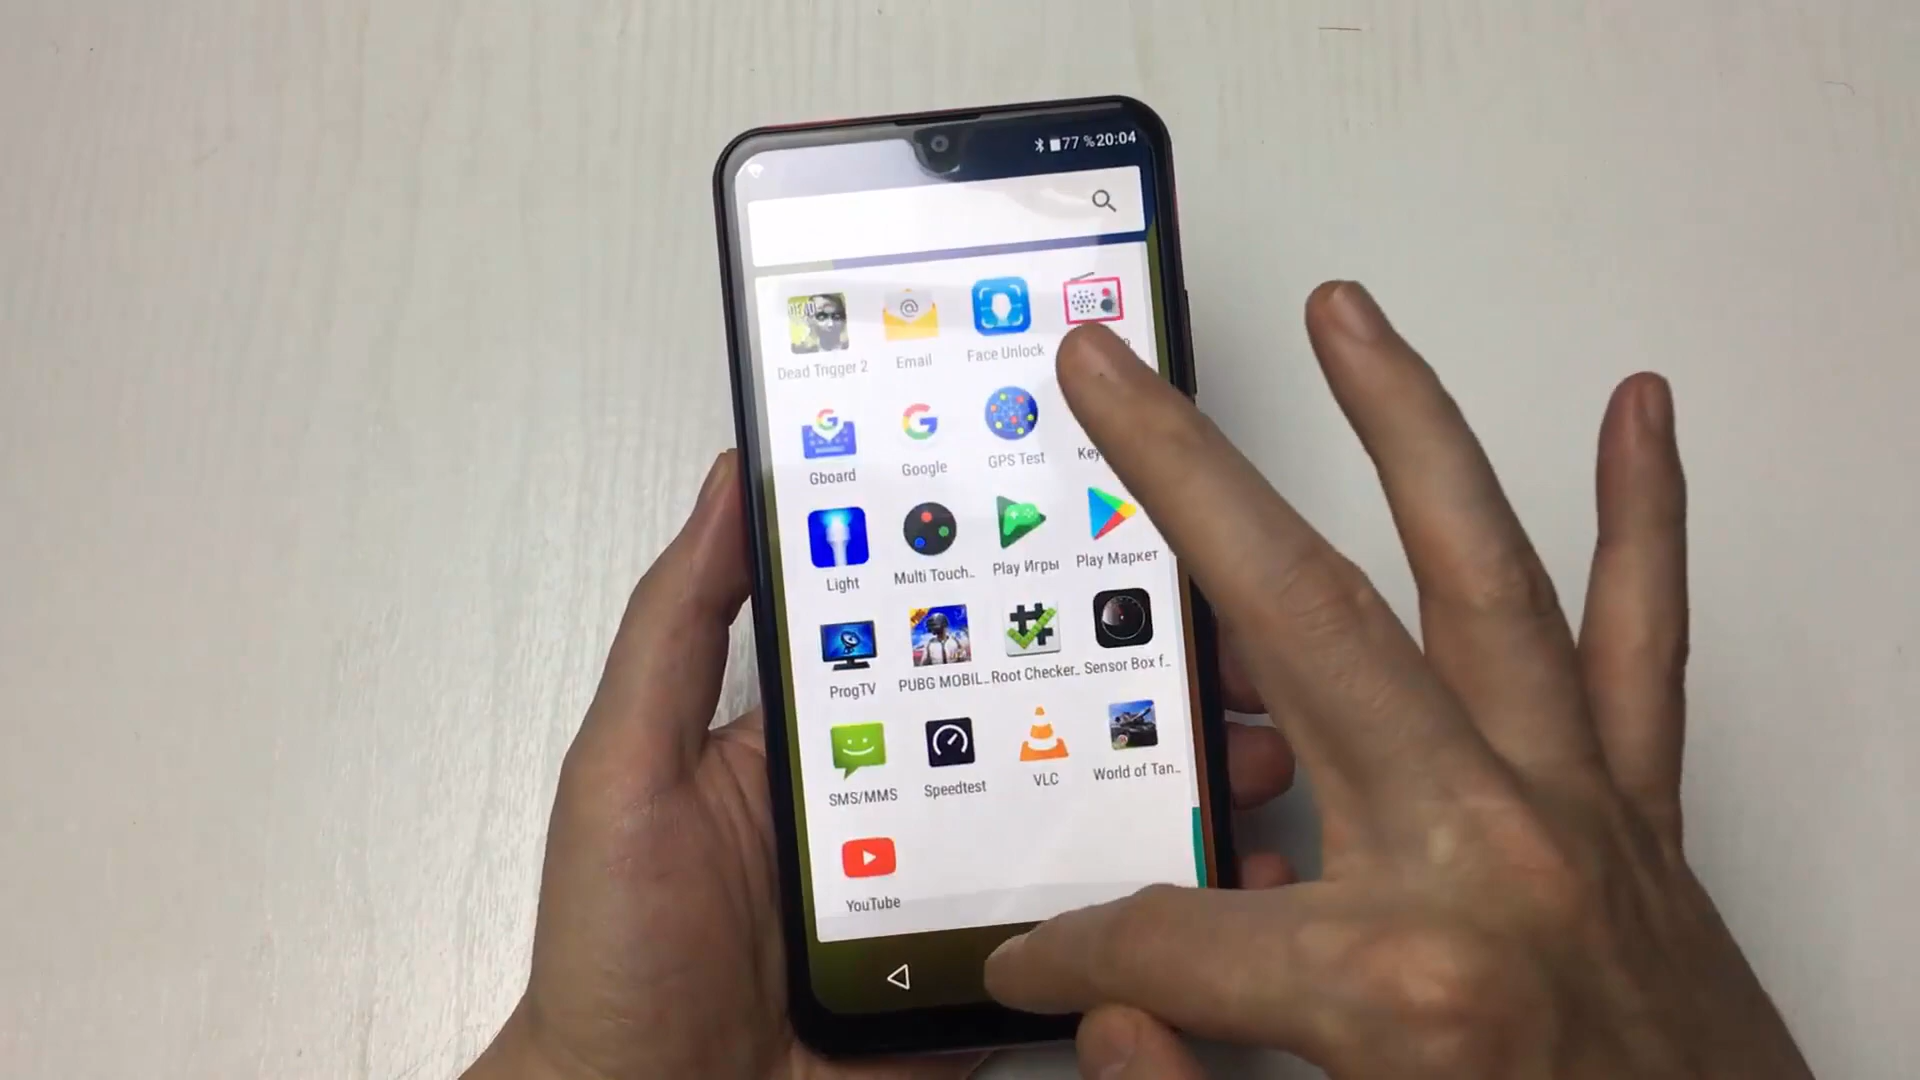 77 %20:04
DEAD
Dead Trigger 2
Email
Face Unlock
Gboard
Google
GPS Test
Light
Multi Touch..
Play Игры
Play Маркет
ProgTV
PUBG MOBIL..
Root Checker..
Sensor Box f..
SMS/MMS
Speedtest
VLC
World of Tan..
YouTube